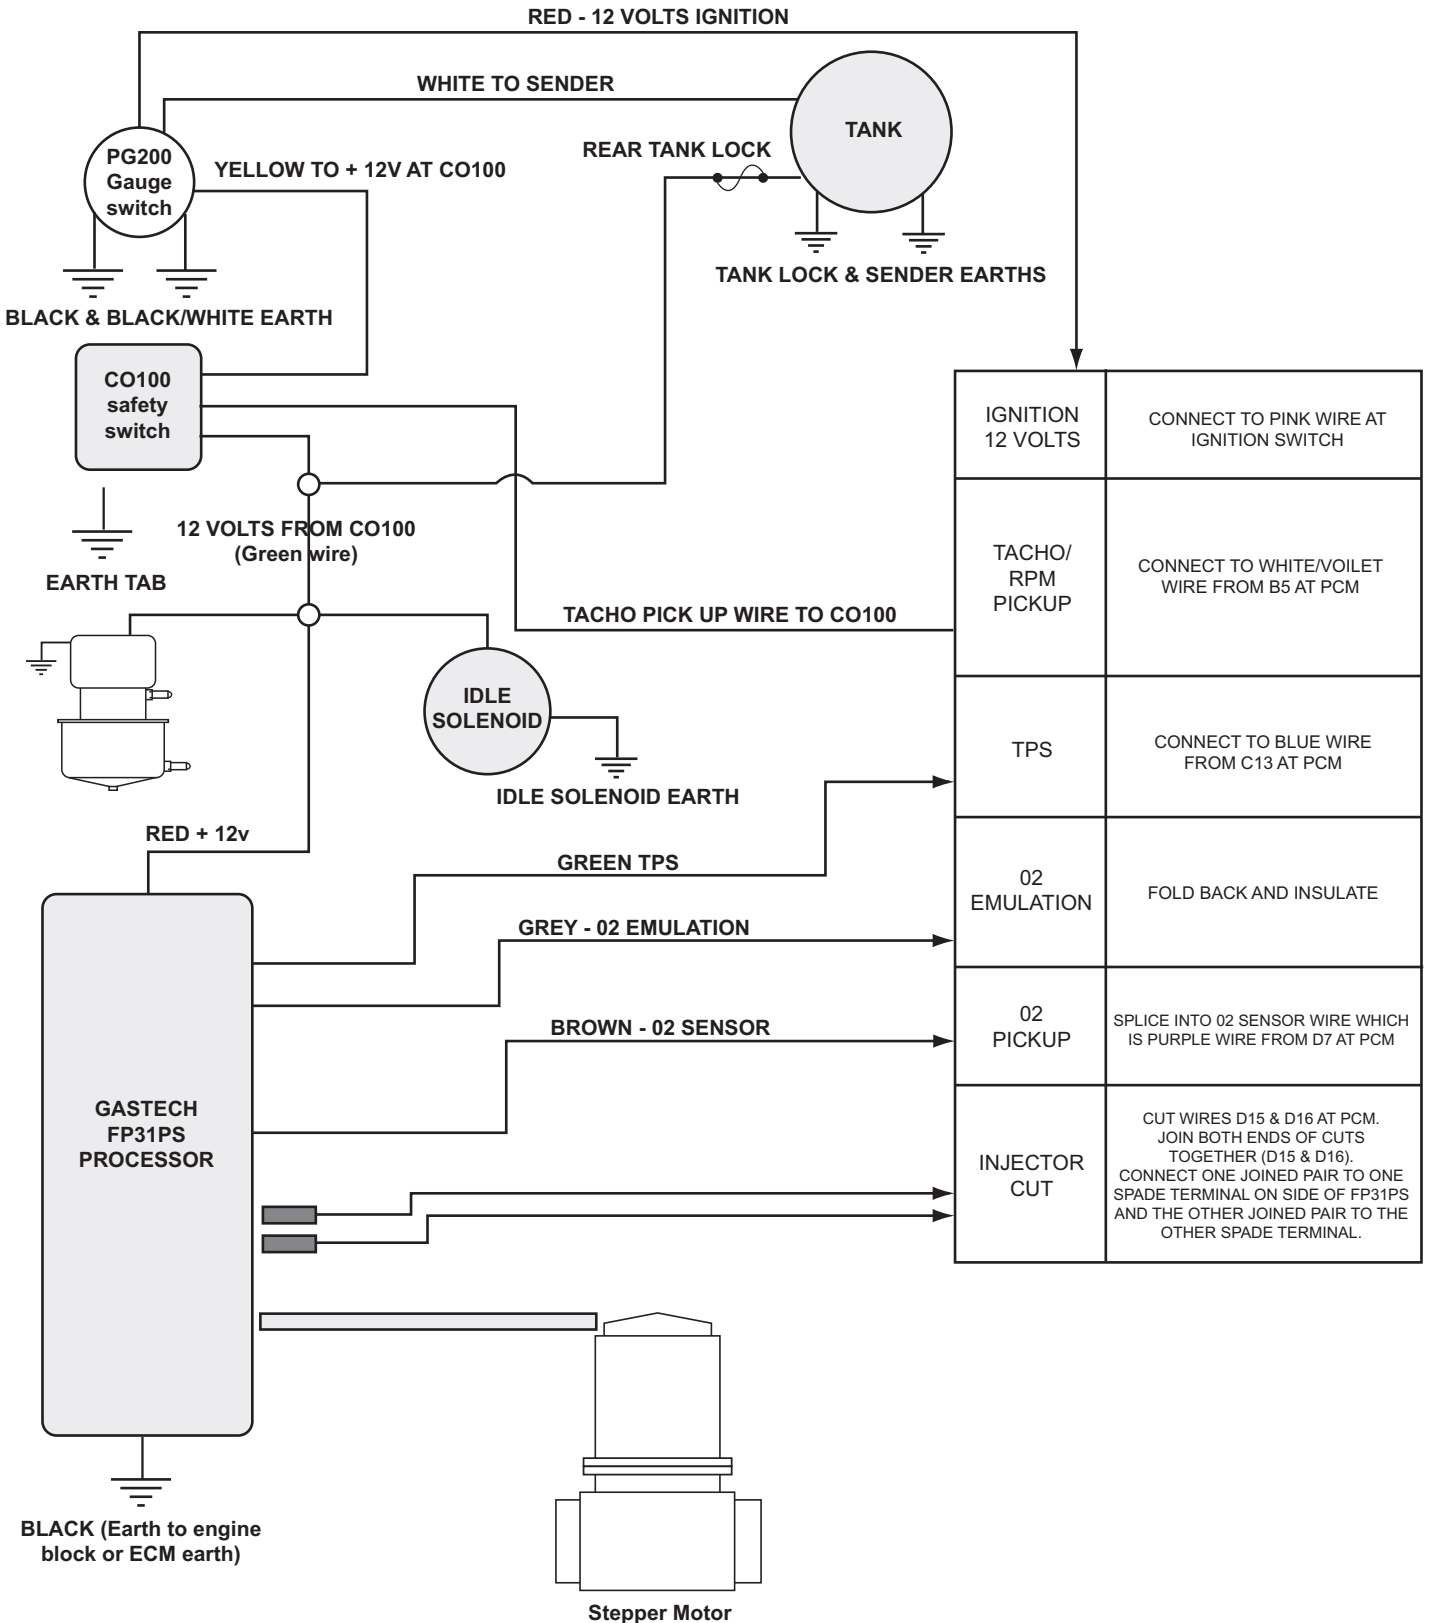 RED - 12 VOLTS IGNITION
WHITE TO SENDER
TANK
REAR TANK LOCK
PG200
Gauge
switch
YELLOW TO + 12V AT CO100
TANK LOCK & SENDER EARTHS
BLACK & BLACK/WHITE EARTH
CO100
safety
switch
12 VOLTS FROM CO100
(Green wire)
EARTH TAB
TACHO PICK UP WIRE TO CO100
IDLE
SOLENOID
IDLE SOLENOID EARTH
RED + 12v
GREEN TPS
GREY - 02 EMULATION
BROWN - 02 SENSOR
GASTECH
FP31PS
PROCESSOR
BLACK (Earth to engine
block or ECM earth)
Stepper Motor
IGNITION
12 VOLTS
CONNECT TO PINK WIRE AT
IGNITION SWITCH
TACHO/
RPM
PICKUP
CONNECT TO WHITE/VOILET
WIRE FROM B5 AT PCM
TPS
CONNECT TO BLUE WIRE
FROM C13 AT PCM
02
EMULATION
FOLD BACK AND INSULATE
02
PICKUP
SPLICE INTO 02 SENSOR WIRE WHICH
IS PURPLE WIRE FROM D7 AT PCM
INJECTOR
CUT
CUT WIRES D15 & D16 AT PCM.
JOIN BOTH ENDS OF CUTS
TOGETHER (D15 & D16).
CONNECT ONE JOINED PAIR TO ONE
SPADE TERMINAL ON SIDE OF FP31PS
AND THE OTHER JOINED PAIR TO THE
OTHER SPADE TERMINAL.